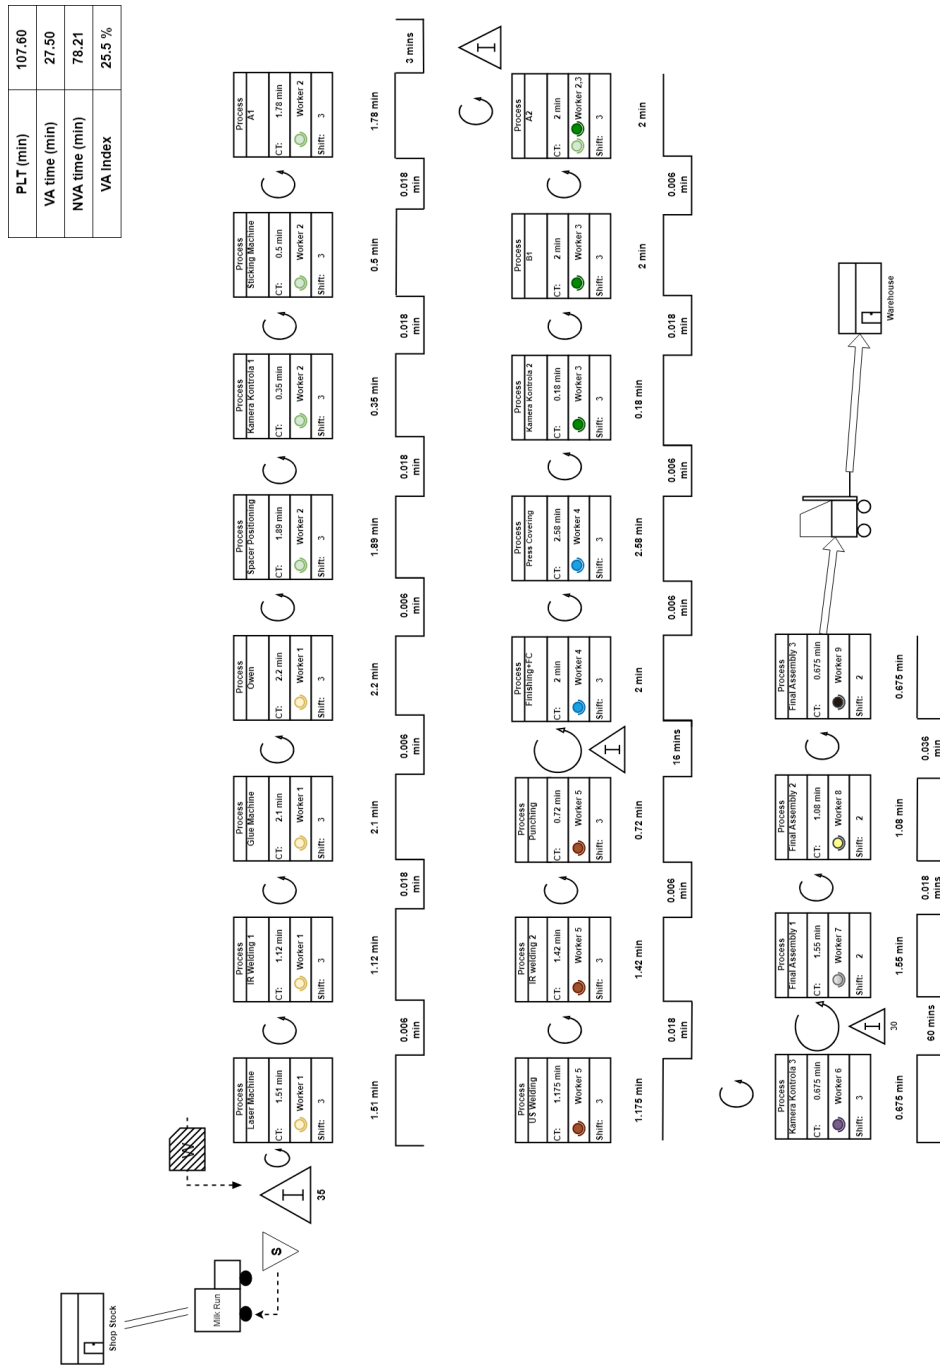 PLT (min) 107.60
VA time (min) 27.50
NVA time (min) 78.21
VA Index 25.5 %
Shop Stock
Milk Run
S
W
I
35
Process
Laser Machine
CT: 1.51 min
Worker 1
Shift: 3
Process
IR Welding 1
CT: 1.12 min
Worker 1
Shift: 3
Process
Glue Machine
CT: 2.1 min
Worker 1
Shift: 3
Process
Owen
CT: 2.2 min
Worker 1
Shift: 3
Process
Spacer Positioning
CT: 1.89 min
Worker 2
Shift: 3
Process
Kamera Kontrola 1
CT: 0.35 min
Worker 2
Shift: 3
Process
Sticking Machine
CT: 0.5 min
Worker 2
Shift: 3
Process
A1
CT: 1.78 min
Worker 2
Shift: 3
1.51 min
0.006
min
1.12 min
0.018
min
2.1 min
0.006
min
2.2 min
0.006
min
1.89 min
0.018
min
0.35 min
0.018
min
0.5 min
0.018
min
1.78 min
3 mins
I
Process
US Welding
CT: 1.175 min
Worker 5
Shift: 3
Process
IR welding 2
CT: 1.42 min
Worker 5
Shift: 3
Process
Punching
CT: 0.72 min
Worker 5
Shift: 3
I
Process
Finishing+FC
CT: 2 min
Worker 4
Shift: 3
Process
Press Covering
CT: 2.58 min
Worker 4
Shift: 3
Process
Kamera Kontrola 2
CT: 0.18 min
Worker 3
Shift: 3
Process
B1
CT: 2 min
Worker 3
Shift: 3
Process
A2
CT: 2 min
Worker 2,3
Shift: 3
1.175 min
0.018
min
1.42 min
0.006
min
0.72 min
16 mins
2 min
0.006
min
2.58 min
0.006
min
0.18 min
0.018
min
2 min
0.006
min
2 min
Process
Kamera Kontrola 3
CT: 0.675 min
Worker 6
Shift: 3
I
30
Process
Final Assembly 1
CT: 1.55 min
Worker 7
Shift: 2
Process
Final Assembly 2
CT: 1.08 min
Worker 8
Shift: 2
Process
Final Assembly 3
CT: 0.675 min
Worker 9
Shift: 2
Warehouse
0.675 min
60 mins
1.55 min
0.018
mins
1.08 min
0.036
min
0.675 min